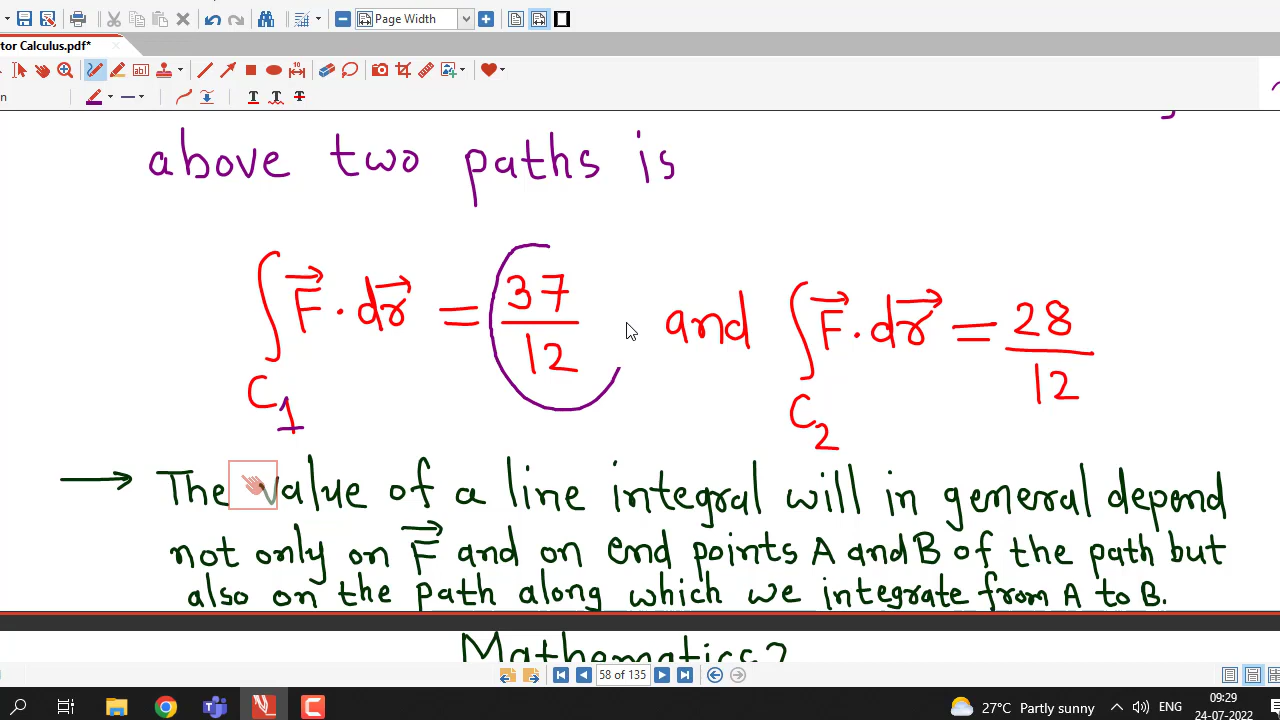 Page Width
tor Calculus.pdf*
above two paths is
∫ F⃗ · dr⃗ = 37/12 and ∫ F⃗ · dr⃗ = 28/12
C1 C2
→ The value of a line integral will in general depend
not only on F⃗ and on end points A and B of the path but
also on the path along which we integrate from A to B.
Mathematics?
58 of 135
27°C Partly sunny
09:29
24-07-2022